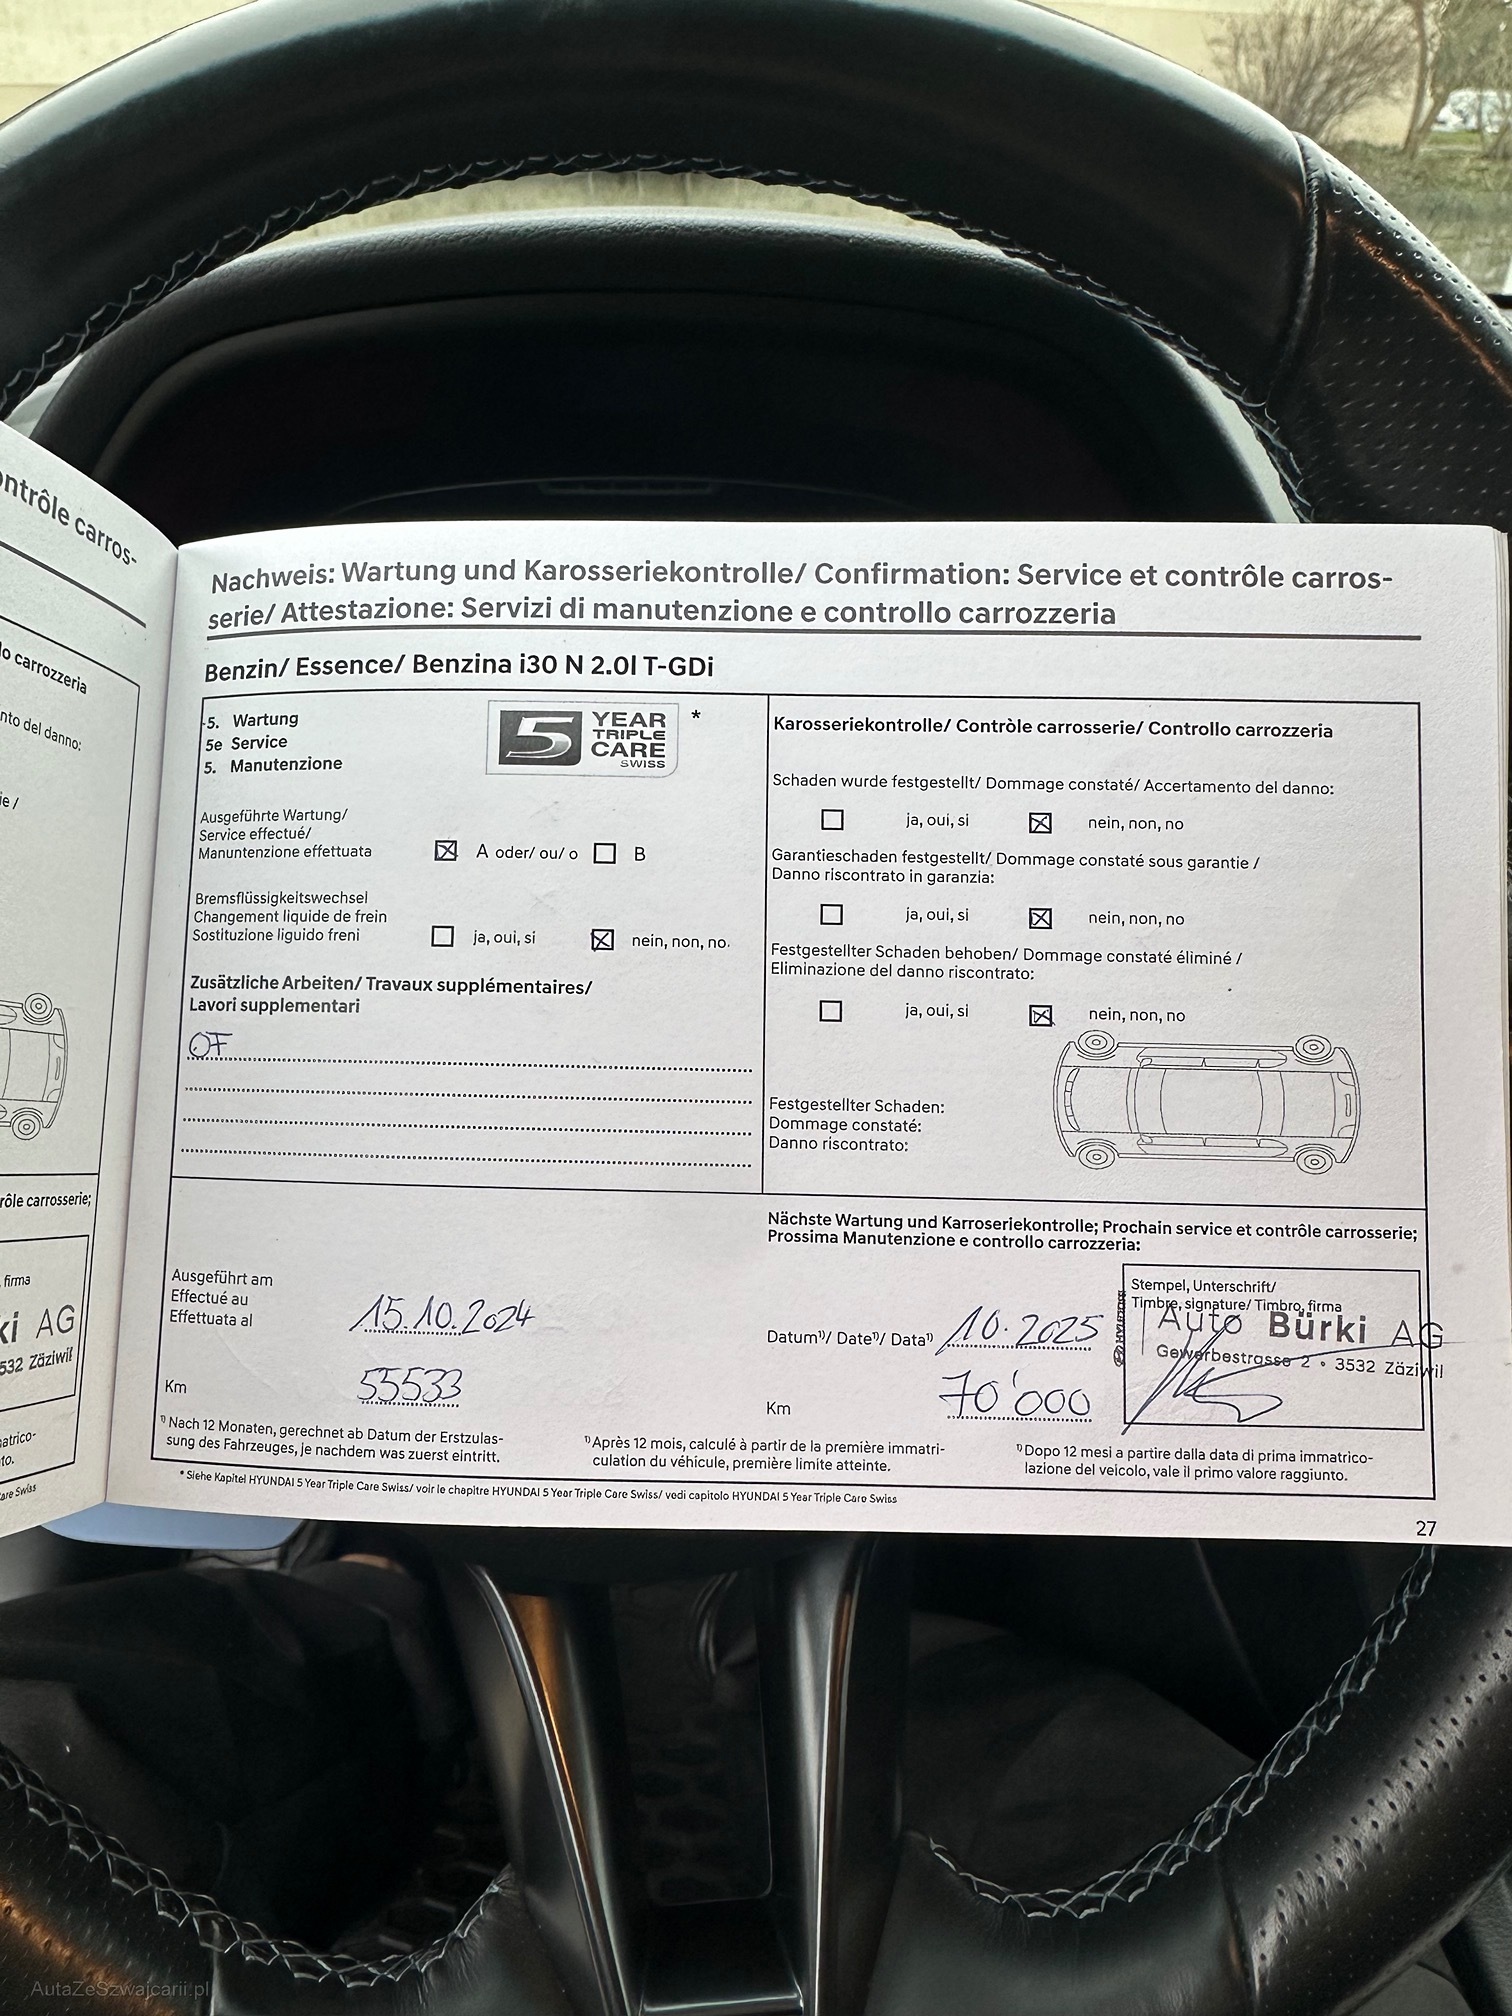 ontrôle carros-
lo carrozzeria
nto del danno:
ie /
rôle carrosserie;
firma
ki AG
532 Zäziwil
atrico-
to.
are Swiss
Nachweis: Wartung und Karosseriekontrolle/ Confirmation: Service et contrôle carros-
serie/ Attestazione: Servizi di manutenzione e controllo carrozzeria
Benzin/ Essence/ Benzina i30 N 2.0l T-GDi
5. Wartung
5e Service
5. Manutenzione
5 YEAR TRIPLE CARE SWISS *
Ausgeführte Wartung/
Service effectué/
Manuntenzione effettuata
A oder/ ou/ o B
Bremsflüssigkeitswechsel
Changement liquide de frein
Sostituzione liquido freni
ja, oui, si nein, non, no.
Zusätzliche Arbeiten/ Travaux supplémentaires/
Lavori supplementari
OF
Karosseriekontrolle/ Contrôle carrosserie/ Controllo carrozzeria
Schaden wurde festgestellt/ Dommage constaté/ Accertamento del danno:
ja, oui, si nein, non, no
Garantieschaden festgestellt/ Dommage constaté sous garantie /
Danno riscontrato in garanzia:
ja, oui, si nein, non, no
Festgestellter Schaden behoben/ Dommage constaté éliminé /
Eliminazione del danno riscontrato:
ja, oui, si nein, non, no
Festgestellter Schaden:
Dommage constaté:
Danno riscontrato:
Ausgeführt am
Effectué au
Effettuata al
15.10.2024
Km 55533
Nächste Wartung und Karroseriekontrolle; Prochain service et contrôle carrosserie;
Prossima Manutenzione e controllo carrozzeria:
Datum¹⁾/ Date¹⁾/ Data¹⁾ 10.2025
Km 70'000
Stempel, Unterschrift/
Timbre, signature/ Timbro, firma
HYUNDAI
Auto Bürki AG
Gewerbestrasse 2 • 3532 Zäziwil
¹⁾ Nach 12 Monaten, gerechnet ab Datum der Erstzulas-
sung des Fahrzeuges, je nachdem was zuerst eintritt.
¹⁾ Après 12 mois, calculé à partir de la première immatri-
culation du véhicule, première limite atteinte.
¹⁾ Dopo 12 mesi a partire dalla data di prima immatrico-
lazione del veicolo, vale il primo valore raggiunto.
* Siehe Kapitel HYUNDAI 5 Year Triple Care Swiss/ voir le chapitre HYUNDAI 5 Year Triple Care Swiss/ vedi capitolo HYUNDAI 5 Year Triple Care Swiss
27
AutaZeSzwajcarii.pl